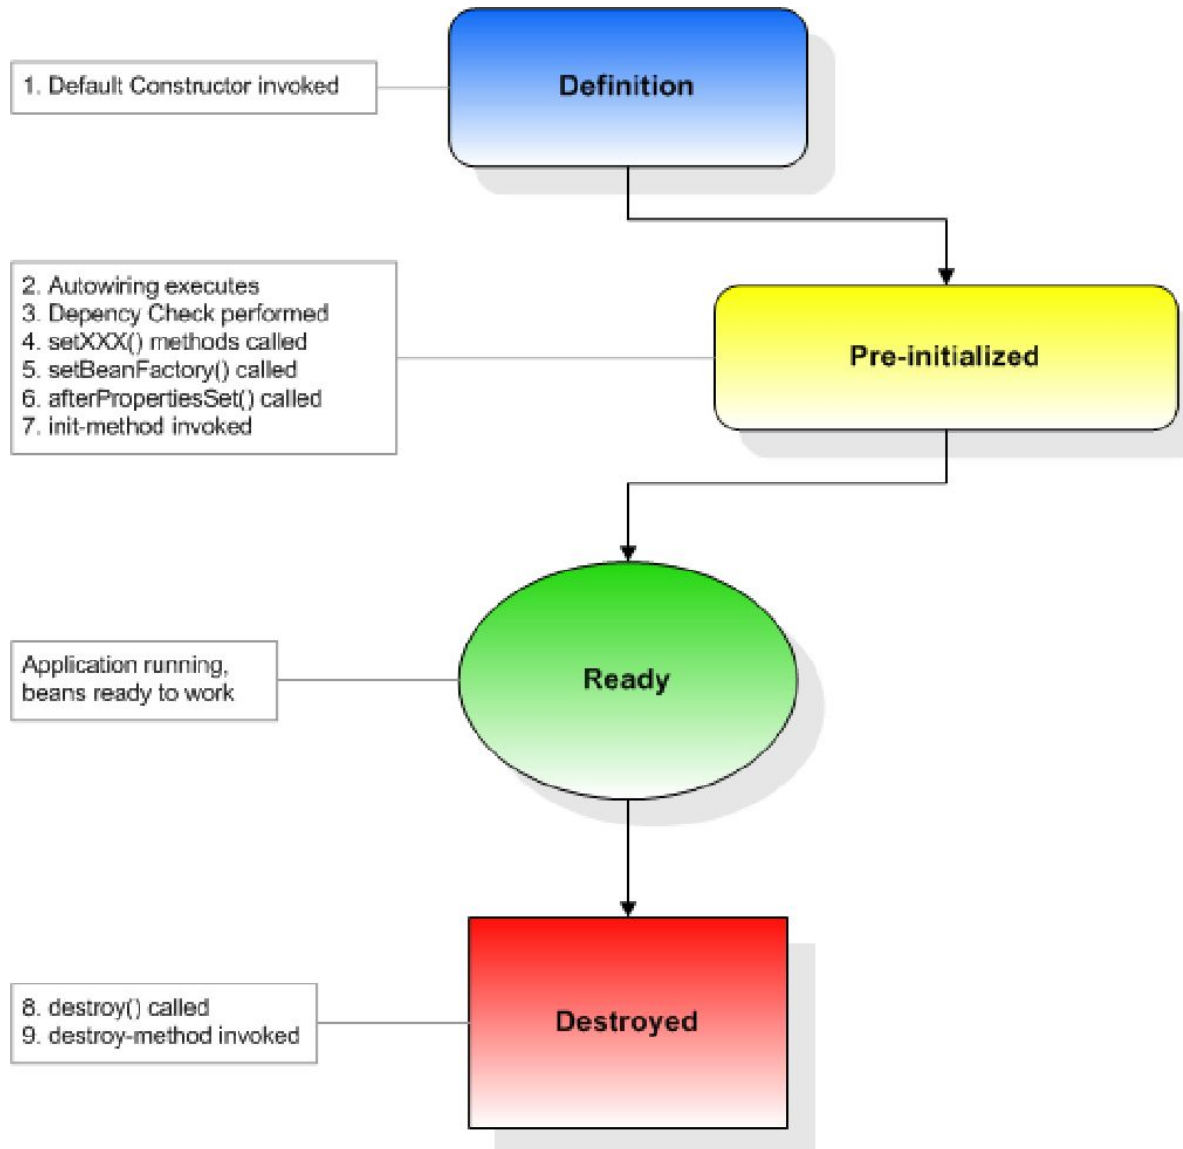 1. Default Constructor invoked
Definition
2. Autowiring executes
3. Depency Check performed
4. setXXX() methods called
5. setBeanFactory() called
6. afterPropertiesSet() called
7. init-method invoked
Pre-initialized
Application running,
beans ready to work
Ready
8. destroy() called
9. destroy-method invoked
Destroyed